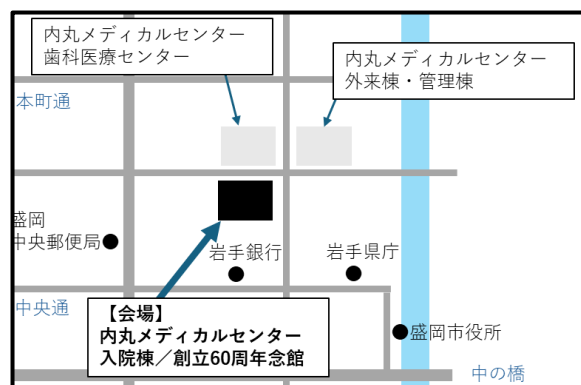 内丸メディカルセンター
歯科医療センター
内丸メディカルセンター
外来棟・管理棟
本町通
盛岡
中央郵便局
岩手銀行
岩手県庁
中央通
【会場】
内丸メディカルセンター
入院棟／創立60周年念館
盛岡市役所
中の橋